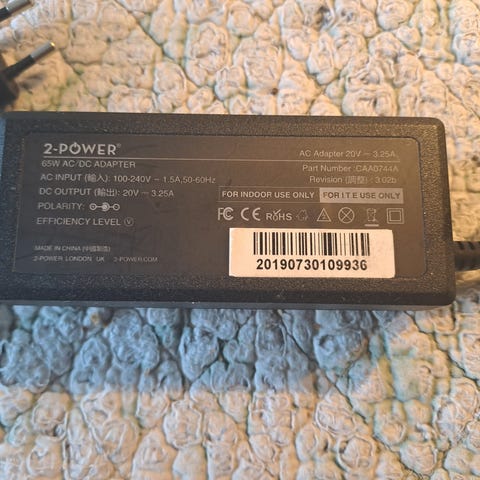 2-POWER®
65W AC/DC ADAPTER
AC INPUT (輸入): 100-240V ~ 1.5A,50-60Hz
DC OUTPUT (輸出): 20V ⎓ 3.25A
POLARITY:
EFFICIENCY LEVEL Ⓥ
MADE IN CHINA (中國製造)
2-POWER, LONDON UK 2-POWER.COM
AC Adapter 20V ⎓ 3.25A
Part Number: CAA0744A
Revision (調整): 3.02b
FOR INDOOR USE ONLY FOR I.T.E USE ONLY
FC CE RoHS
20190730109936